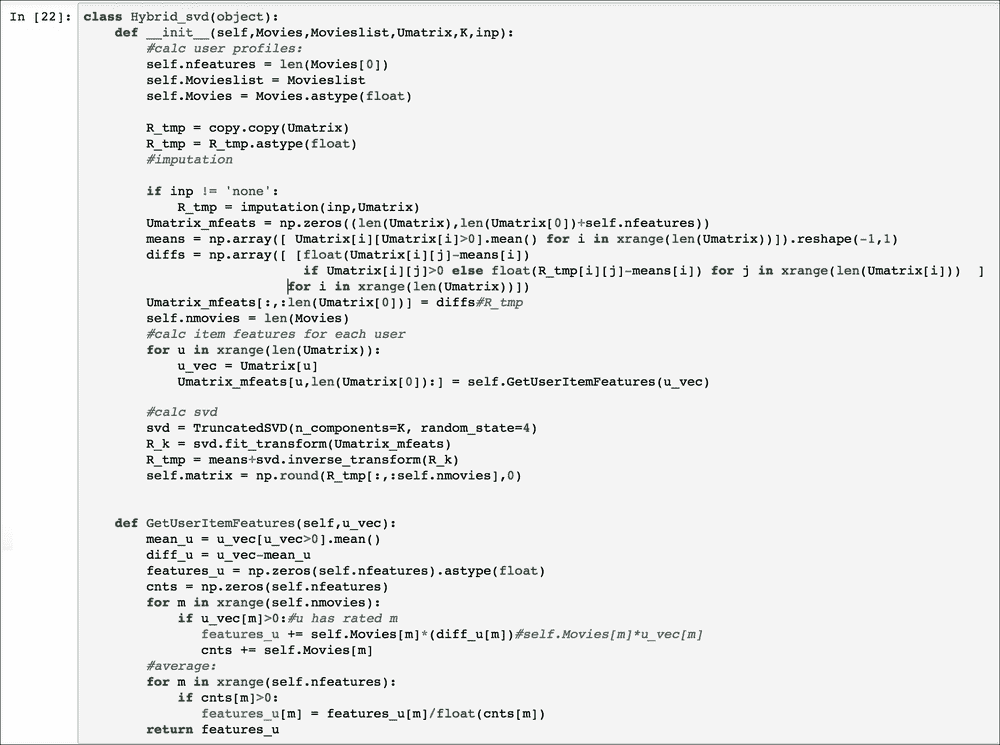 In [22]: class Hybrid_svd(object):
    def __init__(self,Movies,Movieslist,Umatrix,K,inp):
        #calc user profiles:
        self.nfeatures = len(Movies[0])
        self.Movieslist = Movieslist
        self.Movies = Movies.astype(float)

        R_tmp = copy.copy(Umatrix)
        R_tmp = R_tmp.astype(float)
        #imputation

        if inp != 'none':
            R_tmp = imputation(inp,Umatrix)
        Umatrix_mfeats = np.zeros((len(Umatrix),len(Umatrix[0])+self.nfeatures))
        means = np.array([ Umatrix[i][Umatrix[i]>0].mean() for i in xrange(len(Umatrix))]).reshape(-1,1)
        diffs = np.array([ [float(Umatrix[i][j]-means[i])
                            if Umatrix[i][j]>0 else float(R_tmp[i][j]-means[i]) for j in xrange(len(Umatrix[i]))  ]
                          for i in xrange(len(Umatrix))])
        Umatrix_mfeats[:,:len(Umatrix[0])] = diffs#R_tmp
        self.nmovies = len(Movies)
        #calc item features for each user
        for u in xrange(len(Umatrix)):
            u_vec = Umatrix[u]
            Umatrix_mfeats[u,len(Umatrix[0]):] = self.GetUserItemFeatures(u_vec)

        #calc svd
        svd = TruncatedSVD(n_components=K, random_state=4)
        R_k = svd.fit_transform(Umatrix_mfeats)
        R_tmp = means+svd.inverse_transform(R_k)
        self.matrix = np.round(R_tmp[:,:self.nmovies],0)


    def GetUserItemFeatures(self,u_vec):
        mean_u = u_vec[u_vec>0].mean()
        diff_u = u_vec-mean_u
        features_u = np.zeros(self.nfeatures).astype(float)
        cnts = np.zeros(self.nfeatures)
        for m in xrange(self.nmovies):
            if u_vec[m]>0:#u has rated m
               features_u += self.Movies[m]*(diff_u[m])#self.Movies[m]*u_vec[m]
               cnts += self.Movies[m]
        #average:
        for m in xrange(self.nfeatures):
            if cnts[m]>0:
               features_u[m] = features_u[m]/float(cnts[m])
        return features_u